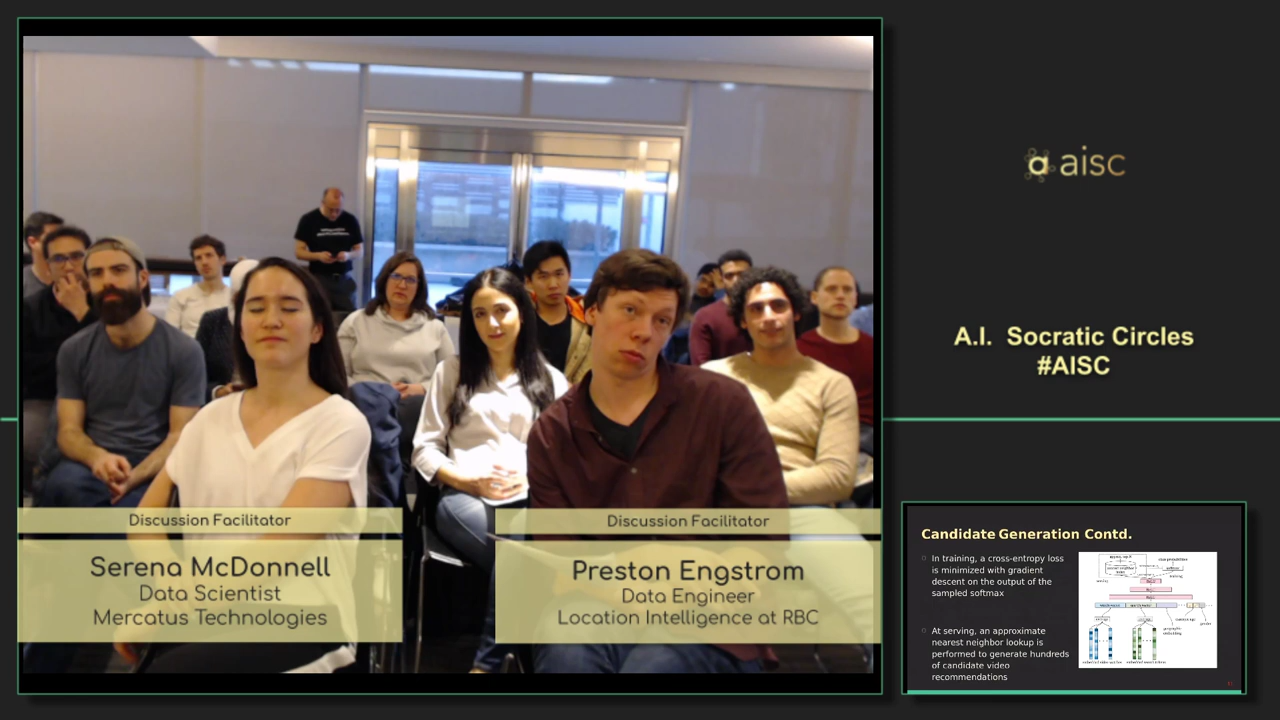 aisc
A.I. Socratic Circles
#AISC
Discussion Facilitator
Serena McDonnell
Data Scientist
Mercatus Technologies
Discussion Facilitator
Preston Engstrom
Data Engineer
Location Intelligence at RBC
Candidate Generation Contd.
In training, a cross-entropy loss
is minimized with gradient
descent on the output of the
sampled softmax
At serving, an approximate
nearest neighbor lookup is
performed to generate hundreds
of candidate video
recommendations